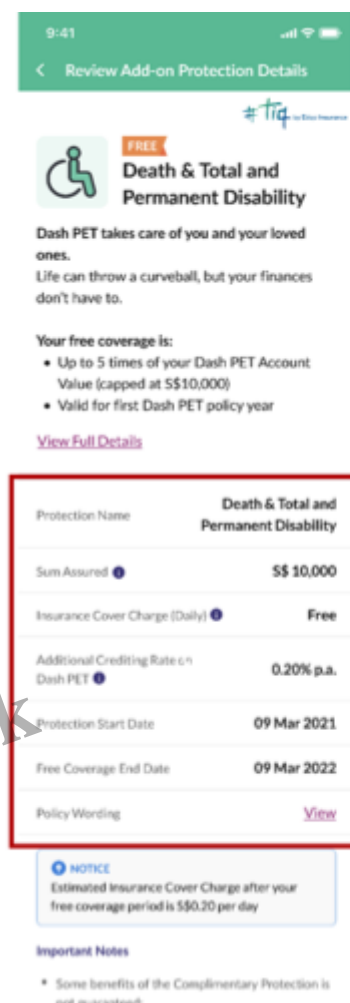 9:41
Review Add-on Protection Details
# Tiq by Etiqa Insurance
FREE
Death & Total and
Permanent Disability
Dash PET takes care of you and your loved
ones.
Life can throw a curveball, but your finances
don't have to.
Your free coverage is:
• Up to 5 times of your Dash PET Account
Value (capped at S$10,000)
• Valid for first Dash PET policy year
View Full Details
Protection Name Death & Total and
Permanent Disability
Sum Assured S$ 10,000
Insurance Cover Charge (Daily) Free
Additional Crediting Rate on
Dash PET 0.20% p.a.
Protection Start Date 09 Mar 2021
Free Coverage End Date 09 Mar 2022
Policy Wording View
NOTICE
Estimated Insurance Cover Charge after your
free coverage period is S$0.20 per day
Important Notes
* Some benefits of the Complimentary Protection is
not guaranteed